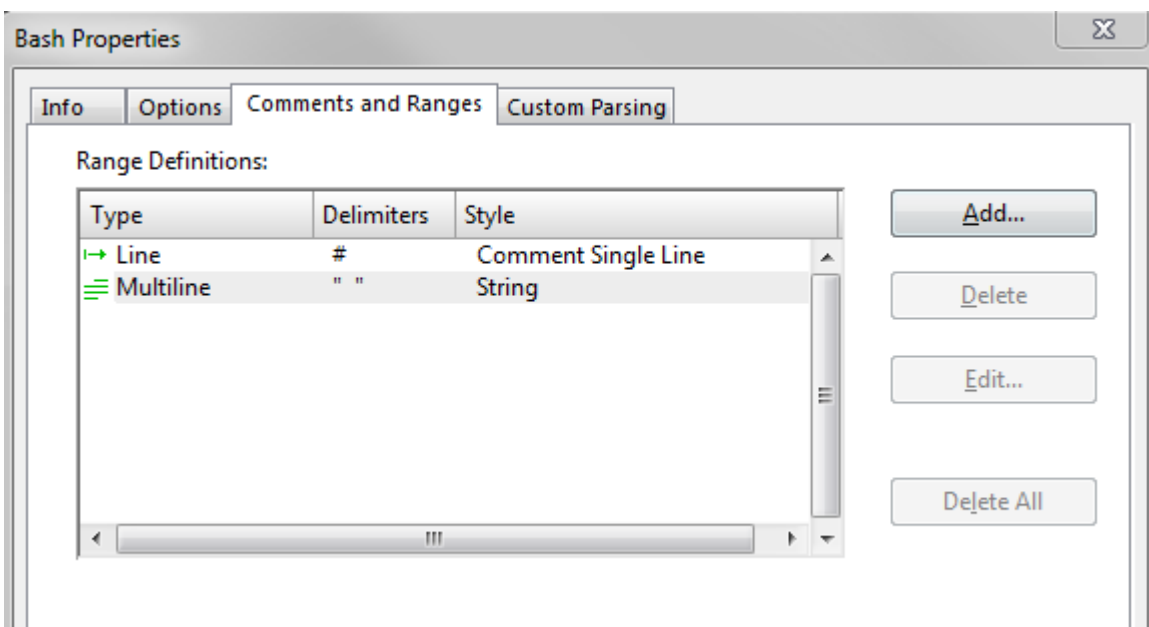 Bash Properties
Info Options Comments and Ranges Custom Parsing
Range Definitions:
Type Delimiters Style
Line # Comment Single Line
Multiline " " String
Add...
Delete
Edit...
Delete All